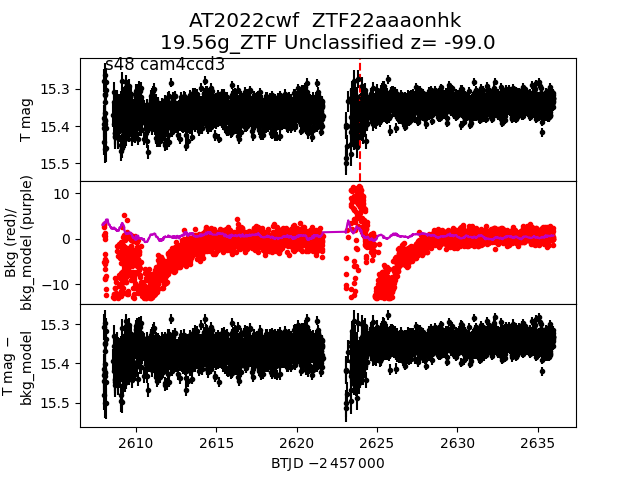 AT2022cwf  ZTF22aaaonhk
19.56g_ZTF Unclassified z= -99.0
s48 cam4ccd3
15.3
15.4
15.5
T mag
10
0
−10
Bkg (red)/
bkg_model (purple)
15.3
15.4
15.5
T mag −
bkg_model
2610
2615
2620
2625
2630
2635
BTJD −2 457 000